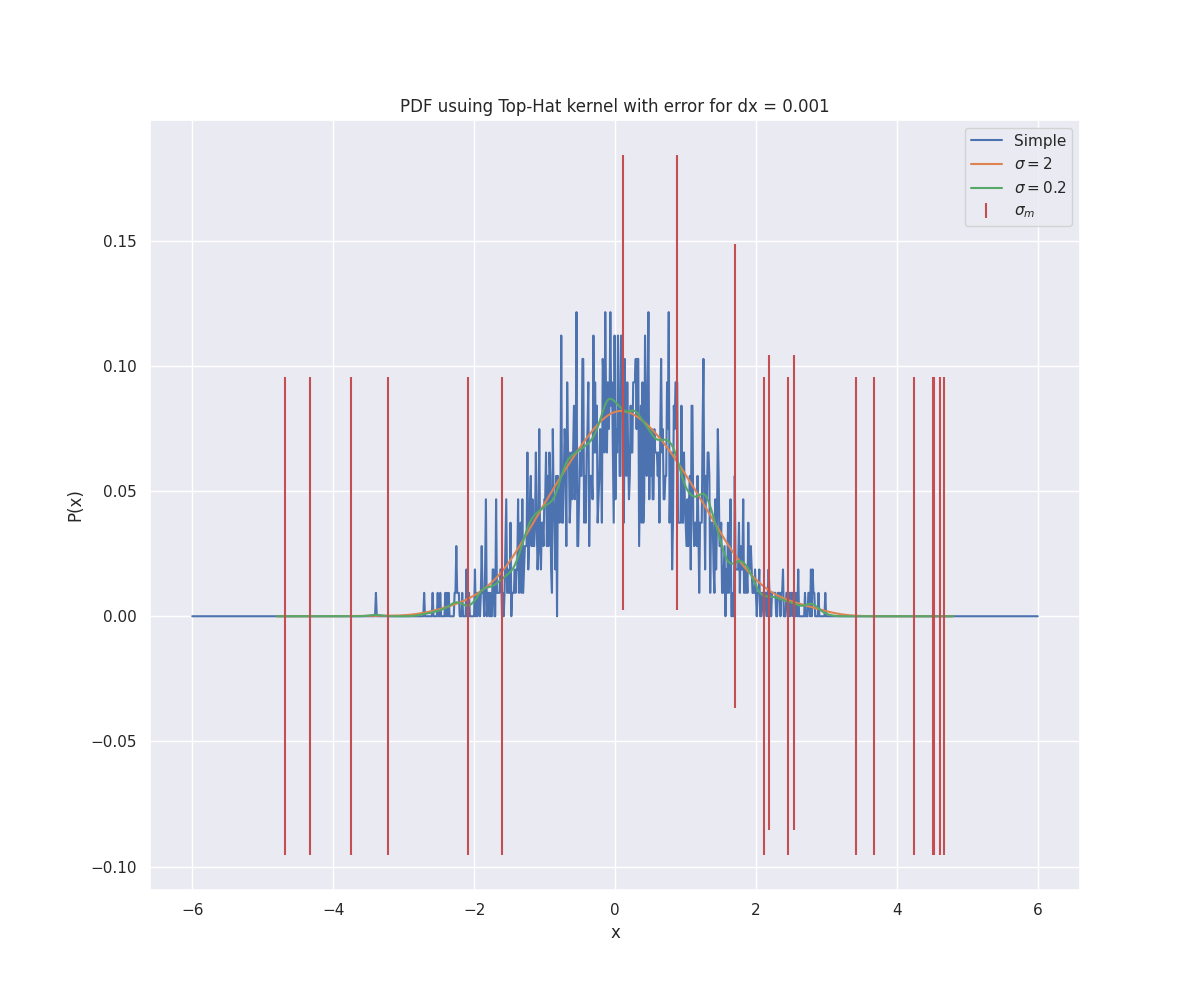 PDF usuing Top-Hat kernel with error for dx = 0.001
Simple
σ = 2
σ = 0.2
σₘ
P(x)
0.15
0.10
0.05
0.00
−0.05
−0.10
−6 −4 −2 0 2 4 6
x